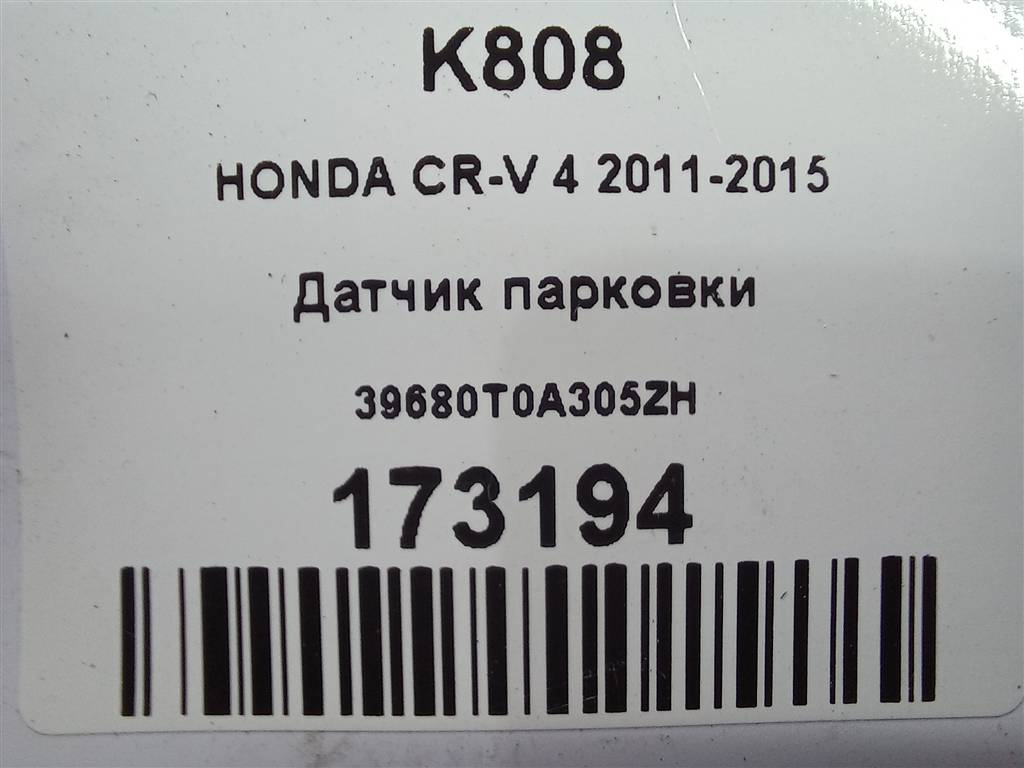 K808
HONDA CR-V 4 2011-2015
Датчик парковки
39680T0A305ZH
173194